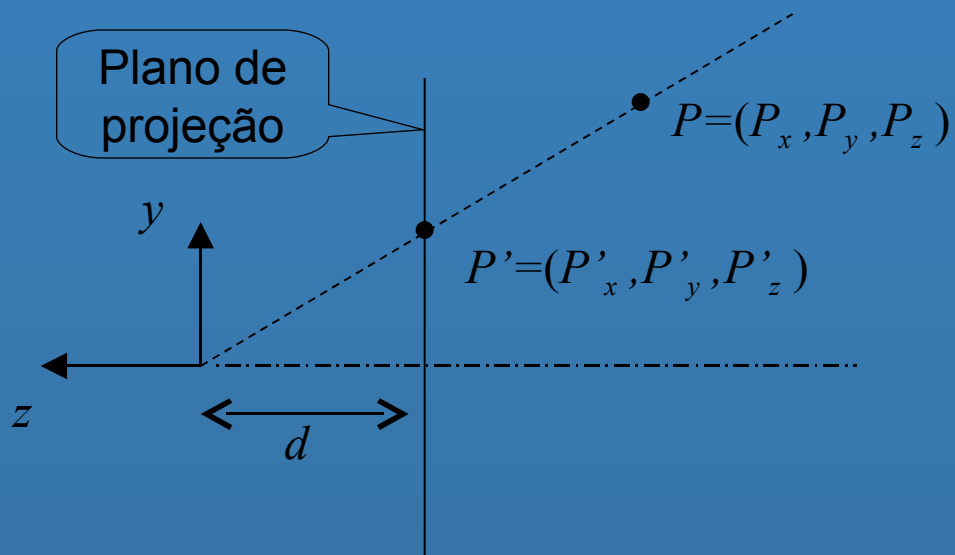 Plano de
projeção
P=(Px ,Py ,Pz )
y
P’=(P’x ,P’y ,P’z )
z
d